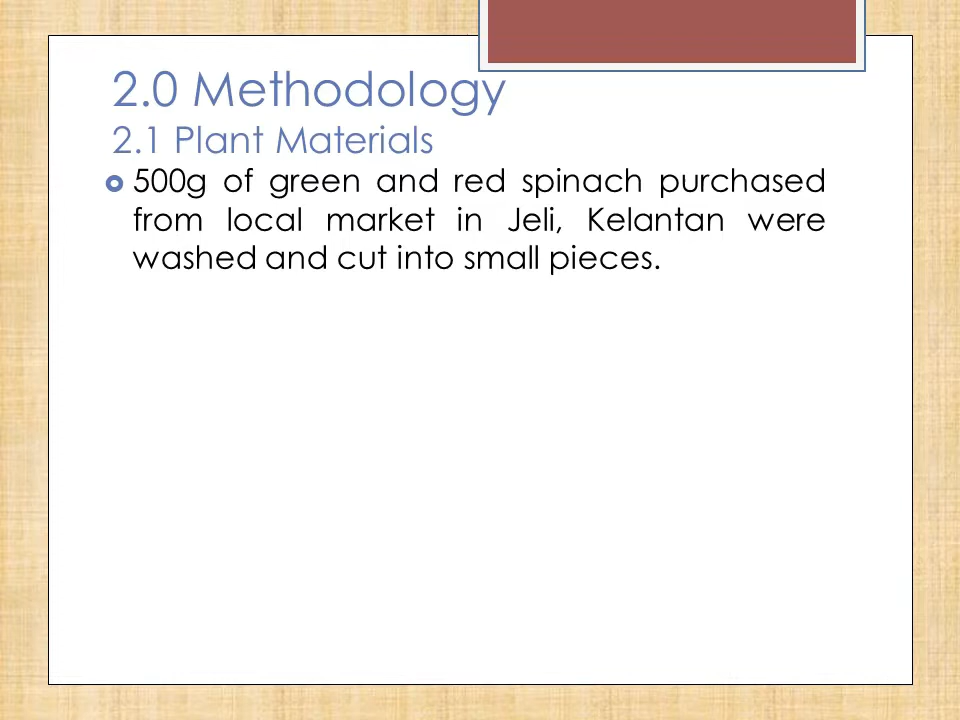 2.0 Methodology
2.1 Plant Materials
500g of green and red spinach purchased
from local market in Jeli, Kelantan were
washed and cut into small pieces.